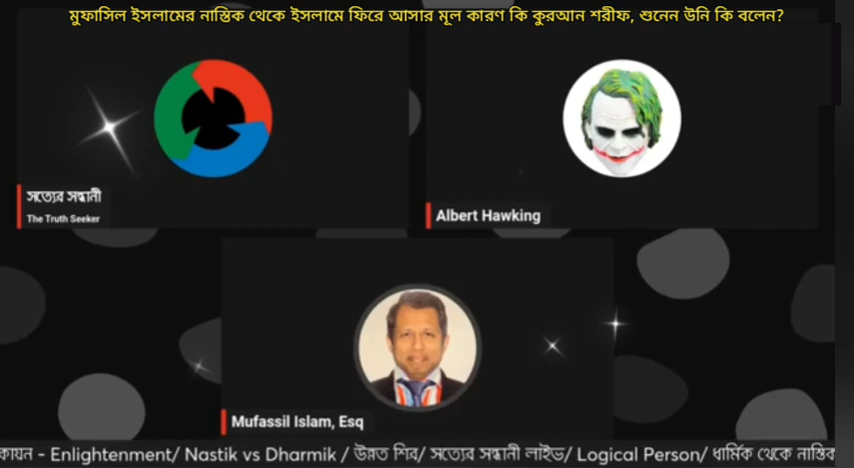 মুফাসিল ইসলামের নাস্তিক থেকে ইসলামে ফিরে আসার মূল কারণ কি কুরআন শরীফ, শুনেন উনি কি বলেন?
সত্যের সন্ধানী
The Truth Seeker
Albert Hawking
Mufassil Islam, Esq
কায়ন - Enlightenment/ Nastik vs Dharmik / উন্নত শির/ সত্যের সন্ধানী লাইভ/ Logical Person/ ধার্মিক থেকে নাস্তিক